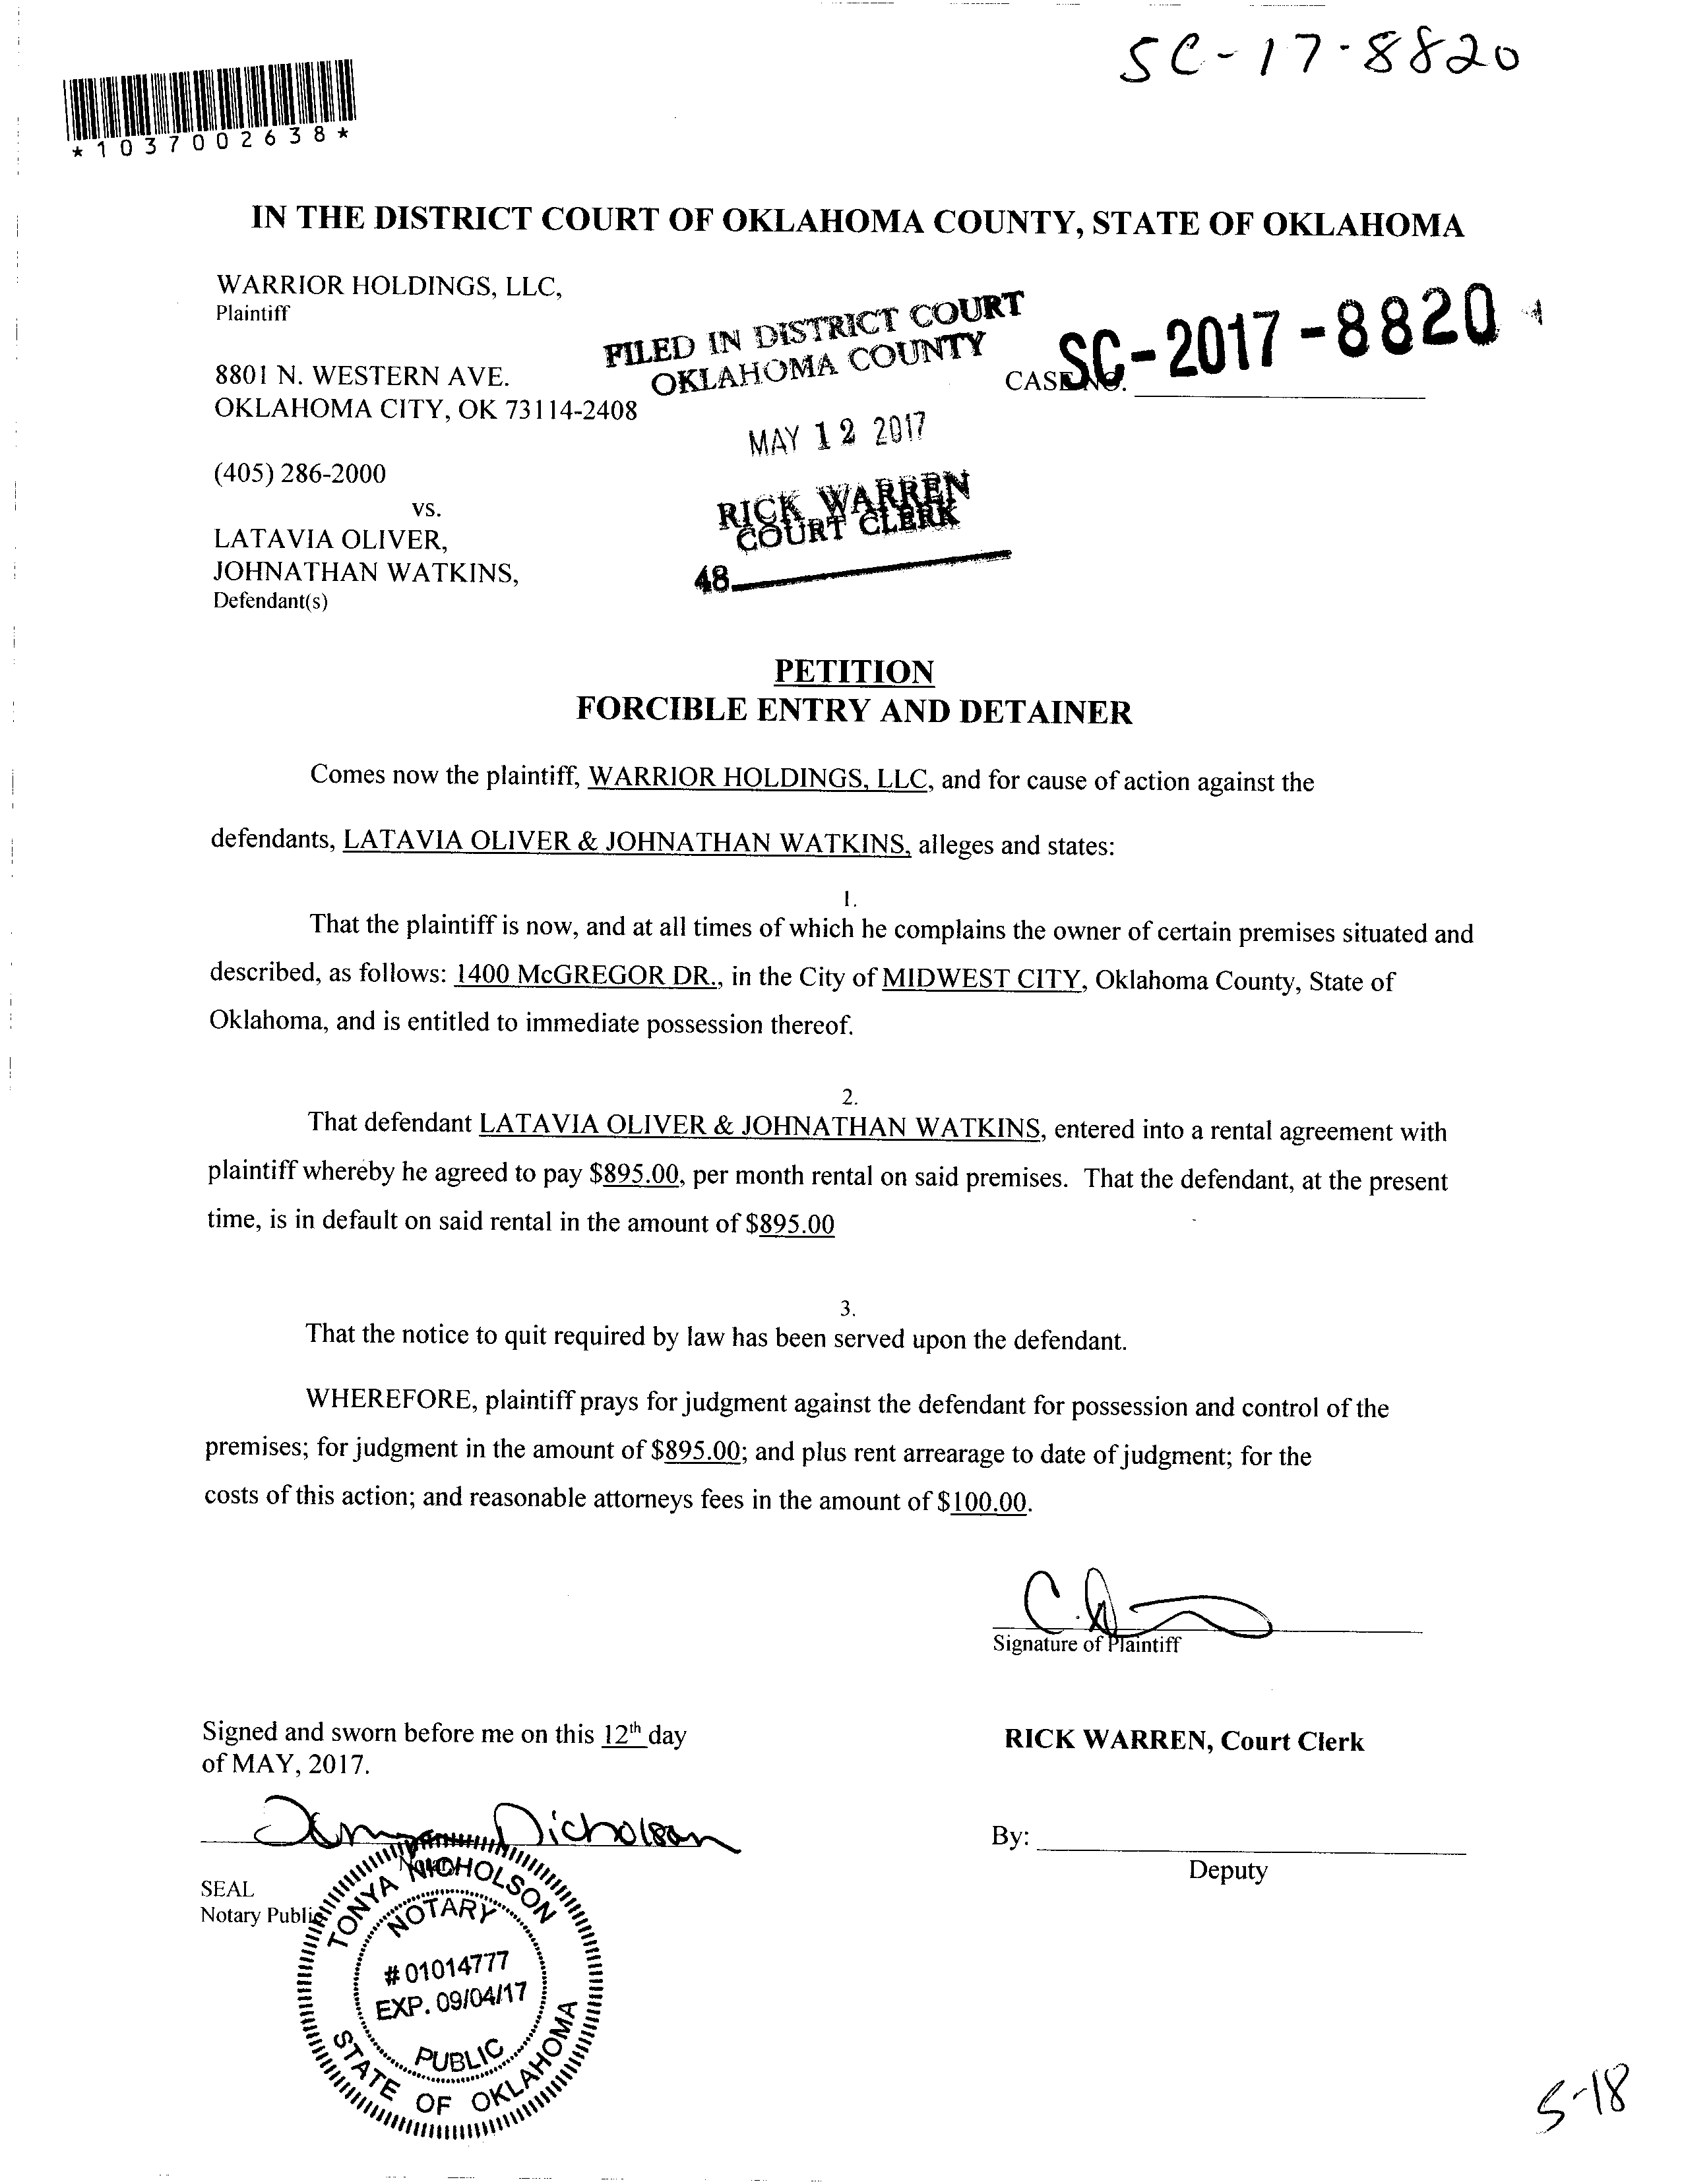 SC-17-8820
*1037002638*
IN THE DISTRICT COURT OF OKLAHOMA COUNTY, STATE OF OKLAHOMA
WARRIOR HOLDINGS, LLC,
Plaintiff
FILED IN DISTRICT COURT
OKLAHOMA COUNTY
SC-2017-8820
8801 N. WESTERN AVE.
CASE NO.
OKLAHOMA CITY, OK 73114-2408
MAY 12 2017
(405) 286-2000
RICK WARREN
COURT CLERK
vs.
LATAVIA OLIVER,
JOHNATHAN WATKINS,
48
Defendant(s)
PETITION
FORCIBLE ENTRY AND DETAINER
Comes now the plaintiff, WARRIOR HOLDINGS, LLC, and for cause of action against the
defendants, LATAVIA OLIVER & JOHNATHAN WATKINS, alleges and states:
1.
That the plaintiff is now, and at all times of which he complains the owner of certain premises situated and
described, as follows: 1400 McGREGOR DR., in the City of MIDWEST CITY, Oklahoma County, State of
Oklahoma, and is entitled to immediate possession thereof.
2.
That defendant LATAVIA OLIVER & JOHNATHAN WATKINS, entered into a rental agreement with
plaintiff whereby he agreed to pay $895.00, per month rental on said premises. That the defendant, at the present
time, is in default on said rental in the amount of $895.00
3.
That the notice to quit required by law has been served upon the defendant.
WHEREFORE, plaintiff prays for judgment against the defendant for possession and control of the
premises; for judgment in the amount of $895.00; and plus rent arrearage to date of judgment; for the
costs of this action; and reasonable attorneys fees in the amount of $100.00.
Signature of Plaintiff
Signed and sworn before me on this 12th day
of MAY, 2017.
RICK WARREN, Court Clerk
Nicholson
By:
Notary
Deputy
SEAL
Notary Public
TONYA NICHOLSON
NOTARY
#01014777
EXP. 09/04/17
PUBLIC
STATE OF OKLAHOMA
5-18